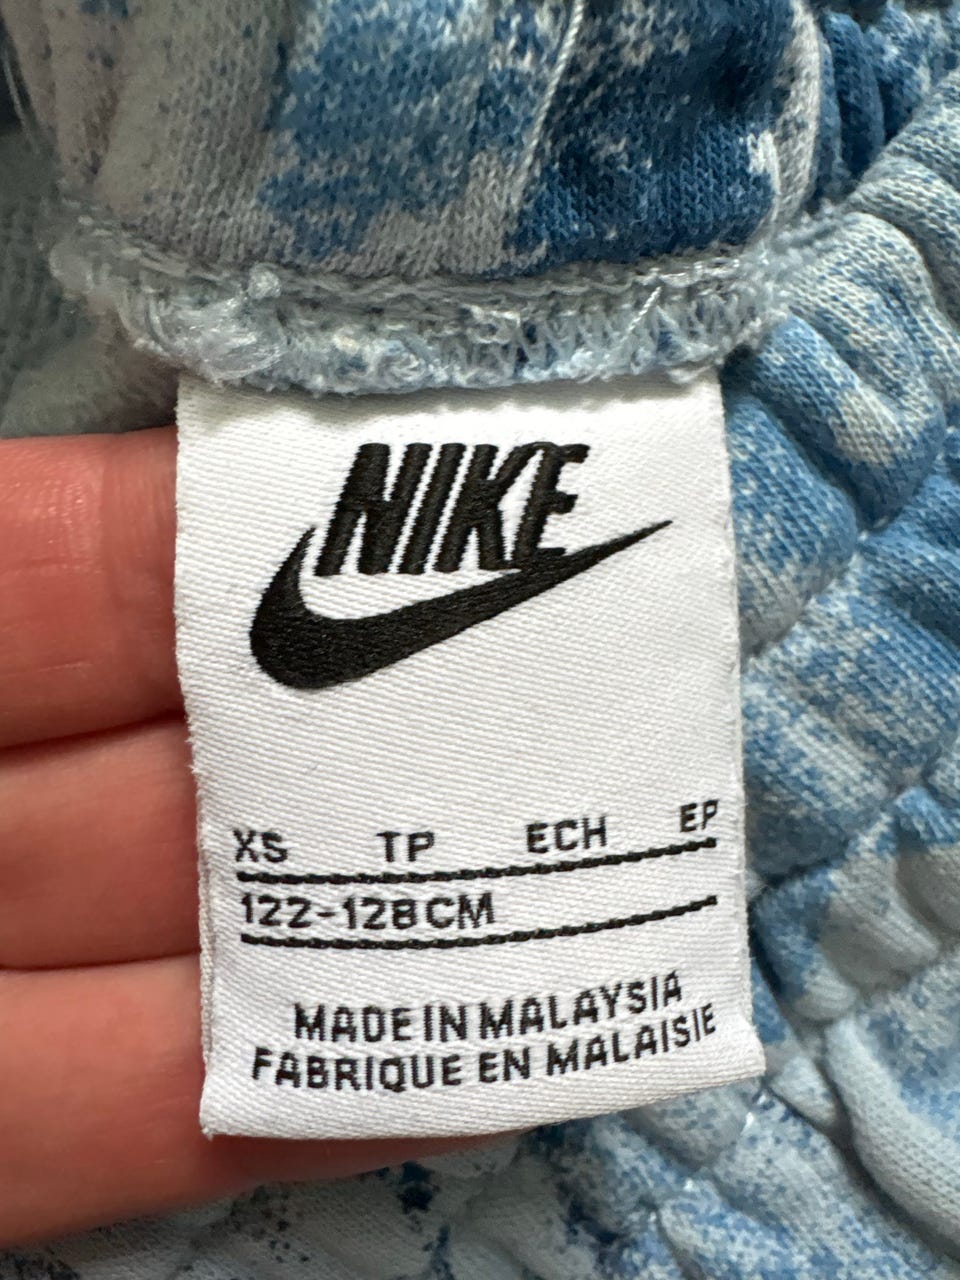 NIKE
XS TP ECH EP
122-128CM
MADE IN MALAYSIA
FABRIQUE EN MALAISIE